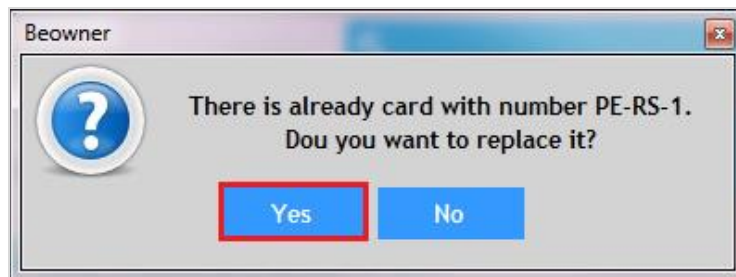 Beowner
There is already card with number PE-RS-1.
Dou you want to replace it?
Yes
No